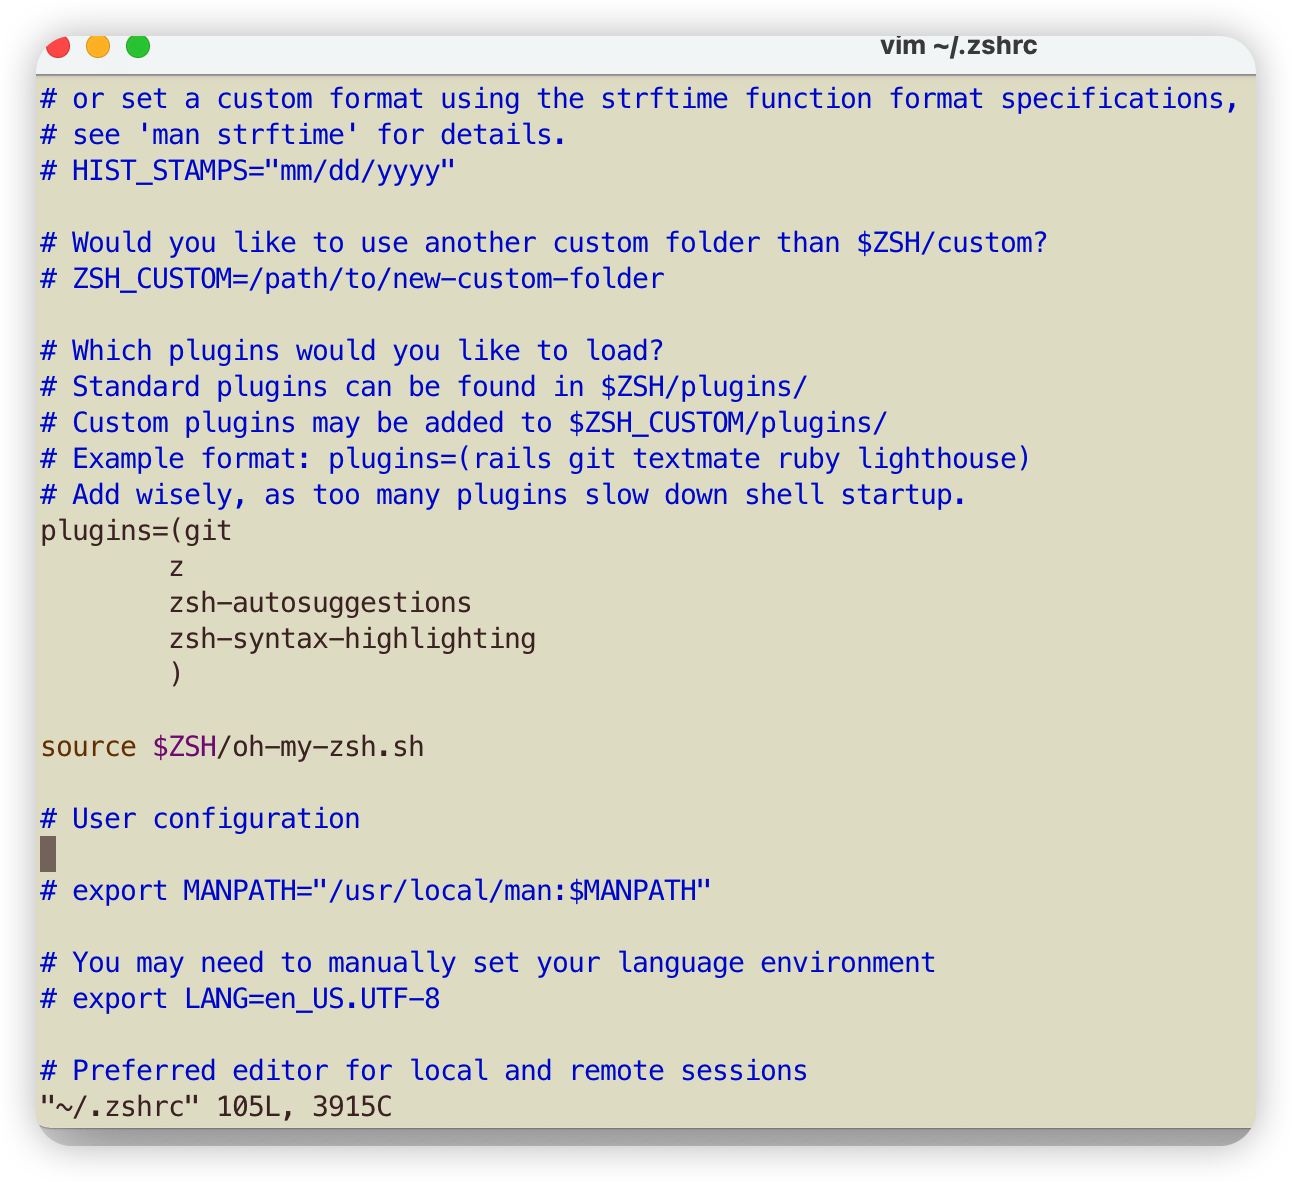 vim ~/.zshrc
# or set a custom format using the strftime function format specifications,
# see 'man strftime' for details.
# HIST_STAMPS="mm/dd/yyyy"
# Would you like to use another custom folder than $ZSH/custom?
# ZSH_CUSTOM=/path/to/new-custom-folder
# Which plugins would you like to load?
# Standard plugins can be found in $ZSH/plugins/
# Custom plugins may be added to $ZSH_CUSTOM/plugins/
# Example format: plugins=(rails git textmate ruby lighthouse)
# Add wisely, as too many plugins slow down shell startup.
plugins=(git
        z
        zsh-autosuggestions
        zsh-syntax-highlighting
        )
source $ZSH/oh-my-zsh.sh
# User configuration
# export MANPATH="/usr/local/man:$MANPATH"
# You may need to manually set your language environment
# export LANG=en_US.UTF-8
# Preferred editor for local and remote sessions
"~/.zshrc" 105L, 3915C